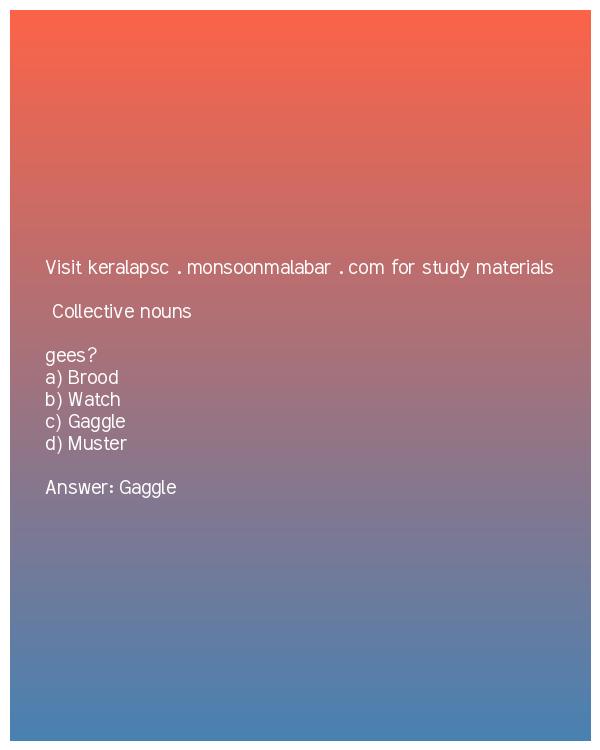 Visit keralapsc . monsoonmalabar . com for study materials
Collective nouns
gees?
a) Brood
b) Watch
c) Gaggle
d) Muster
Answer: Gaggle